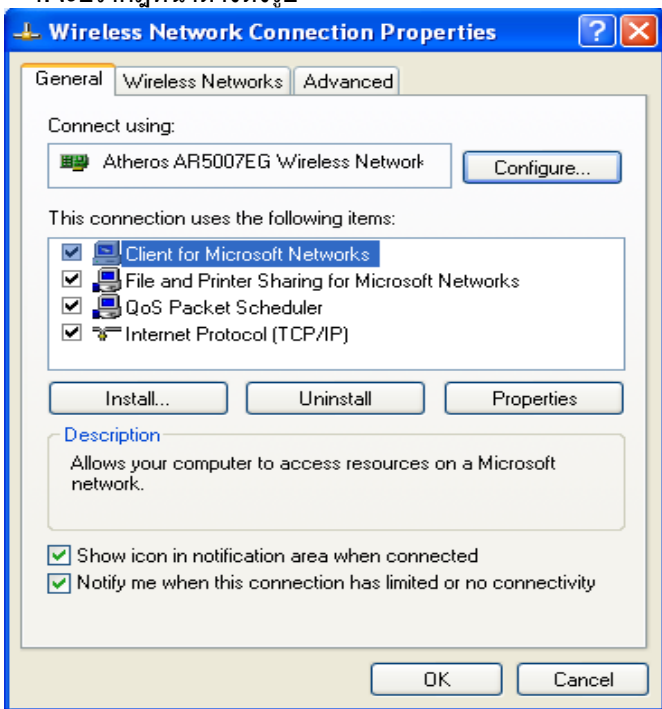 Wireless Network Connection Properties
General Wireless Networks Advanced
Connect using:
Atheros AR5007EG Wireless Network Configure...
This connection uses the following items:
Client for Microsoft Networks
File and Printer Sharing for Microsoft Networks
QoS Packet Scheduler
Internet Protocol (TCP/IP)
Install... Uninstall Properties
Description
Allows your computer to access resources on a Microsoft
network.
Show icon in notification area when connected
Notify me when this connection has limited or no connectivity
OK Cancel